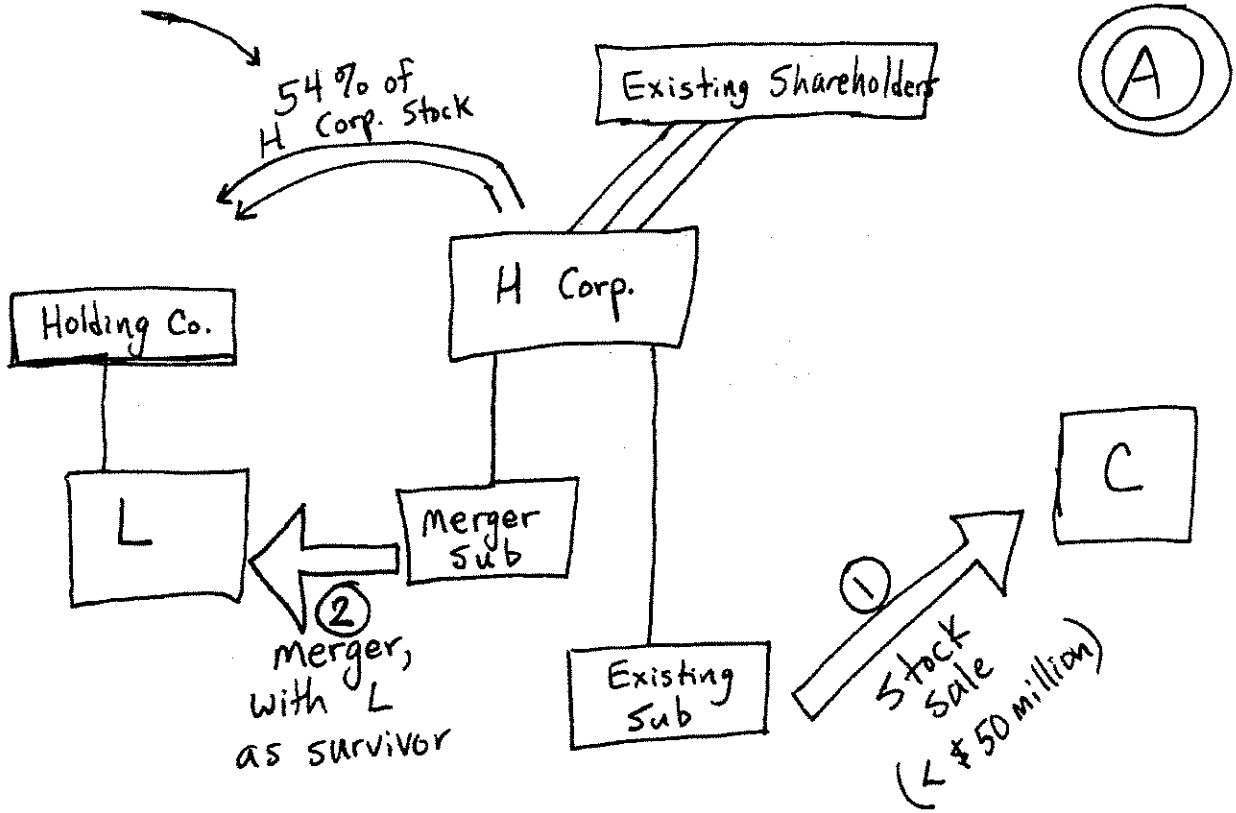 54% of
H Corp. Stock
Existing Shareholders
A
H Corp.
Holding Co.
L
Merger
Sub
C
2
merger,
with L
as survivor
Existing
Sub
1
Stock
Sale
(< $50 million)